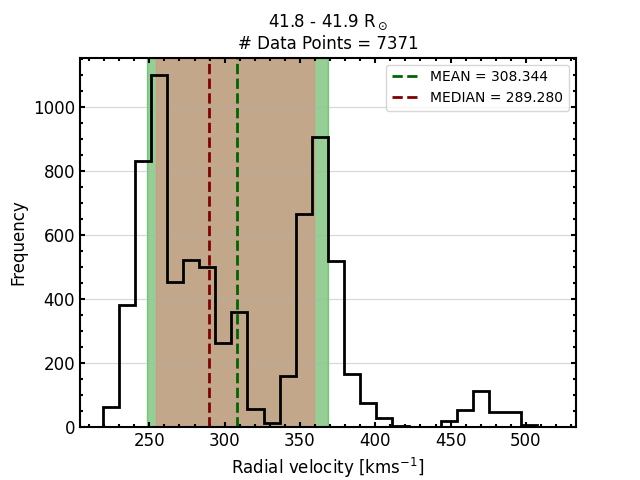 41.8 - 41.9 R⊙
# Data Points = 7371
MEAN = 308.344
MEDIAN = 289.280
Frequency
1000
800
600
400
200
0
250 300 350 400 450 500
Radial velocity [kms⁻¹]